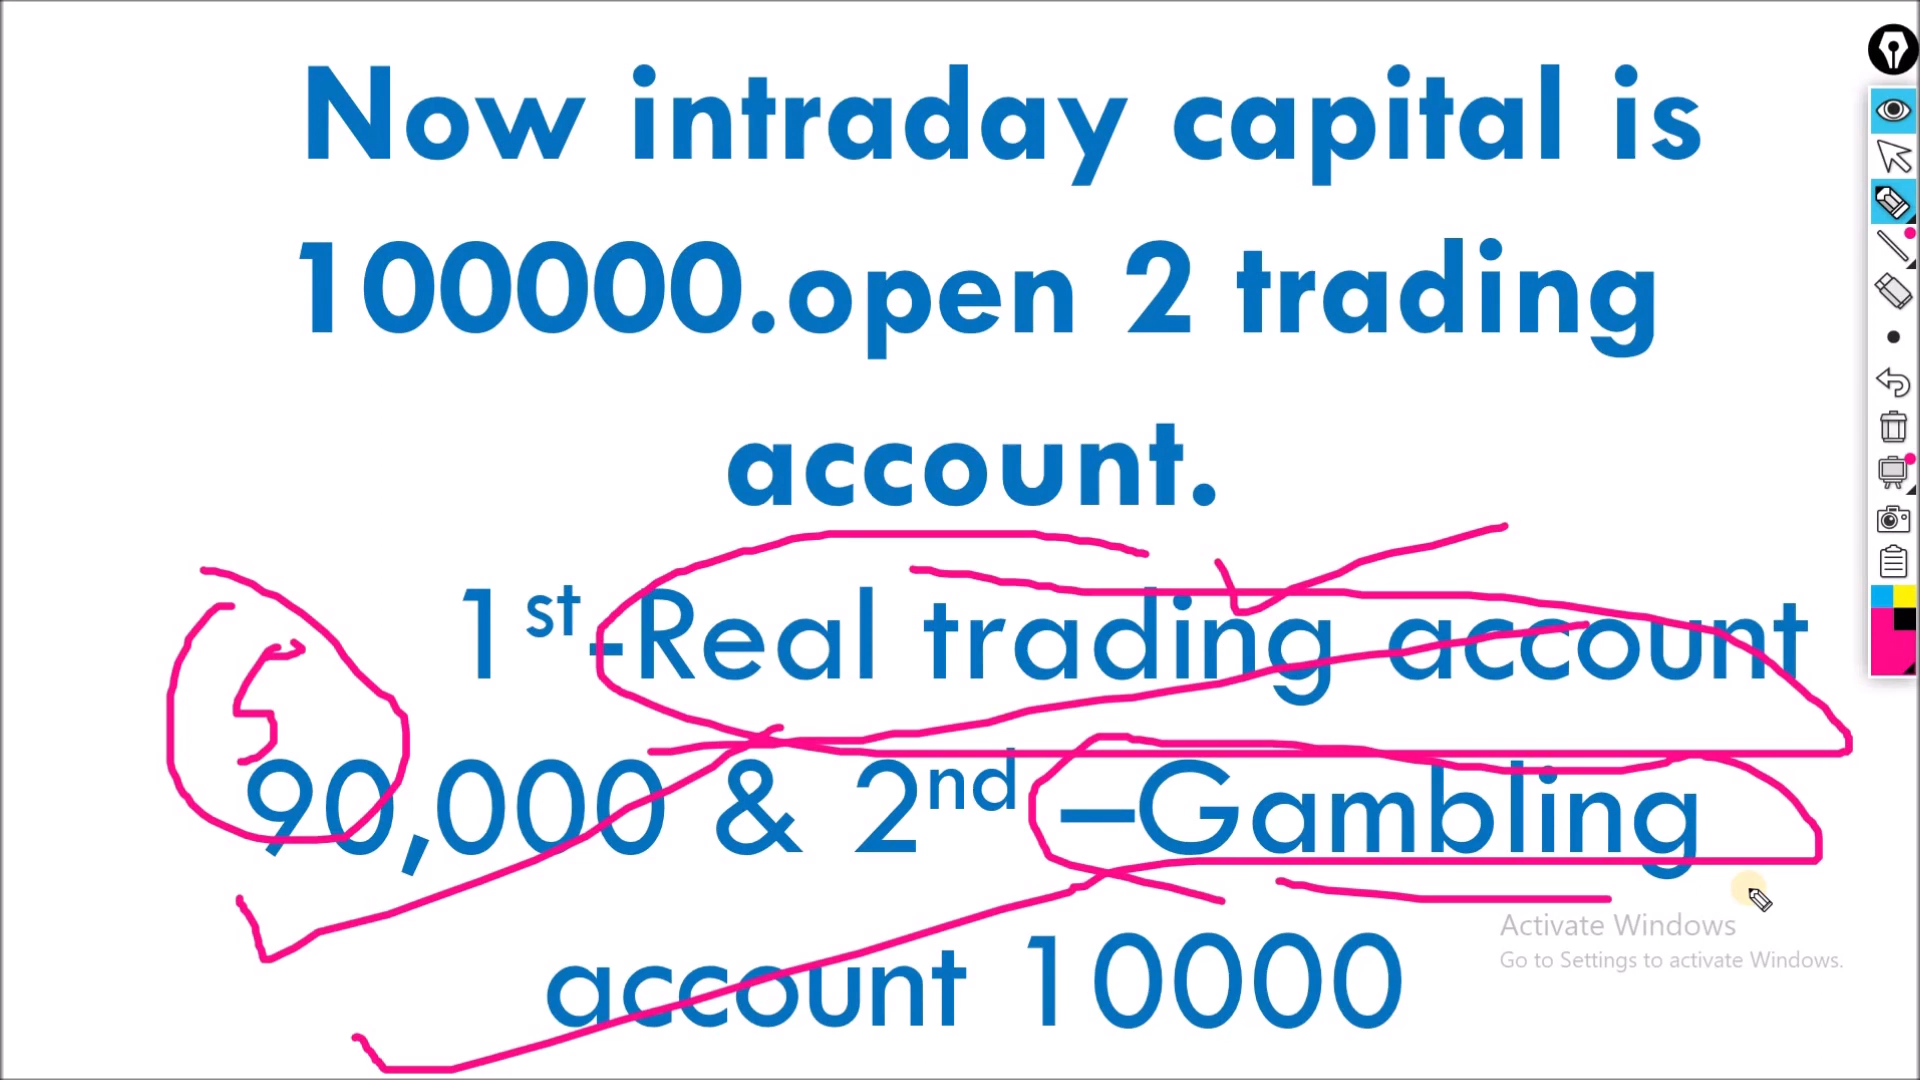 Now intraday capital is
100000.open 2 trading
account.
1st-Real trading account
90,000 & 2nd –Gambling
account 10000
Activate Windows
Go to Settings to activate Windows.